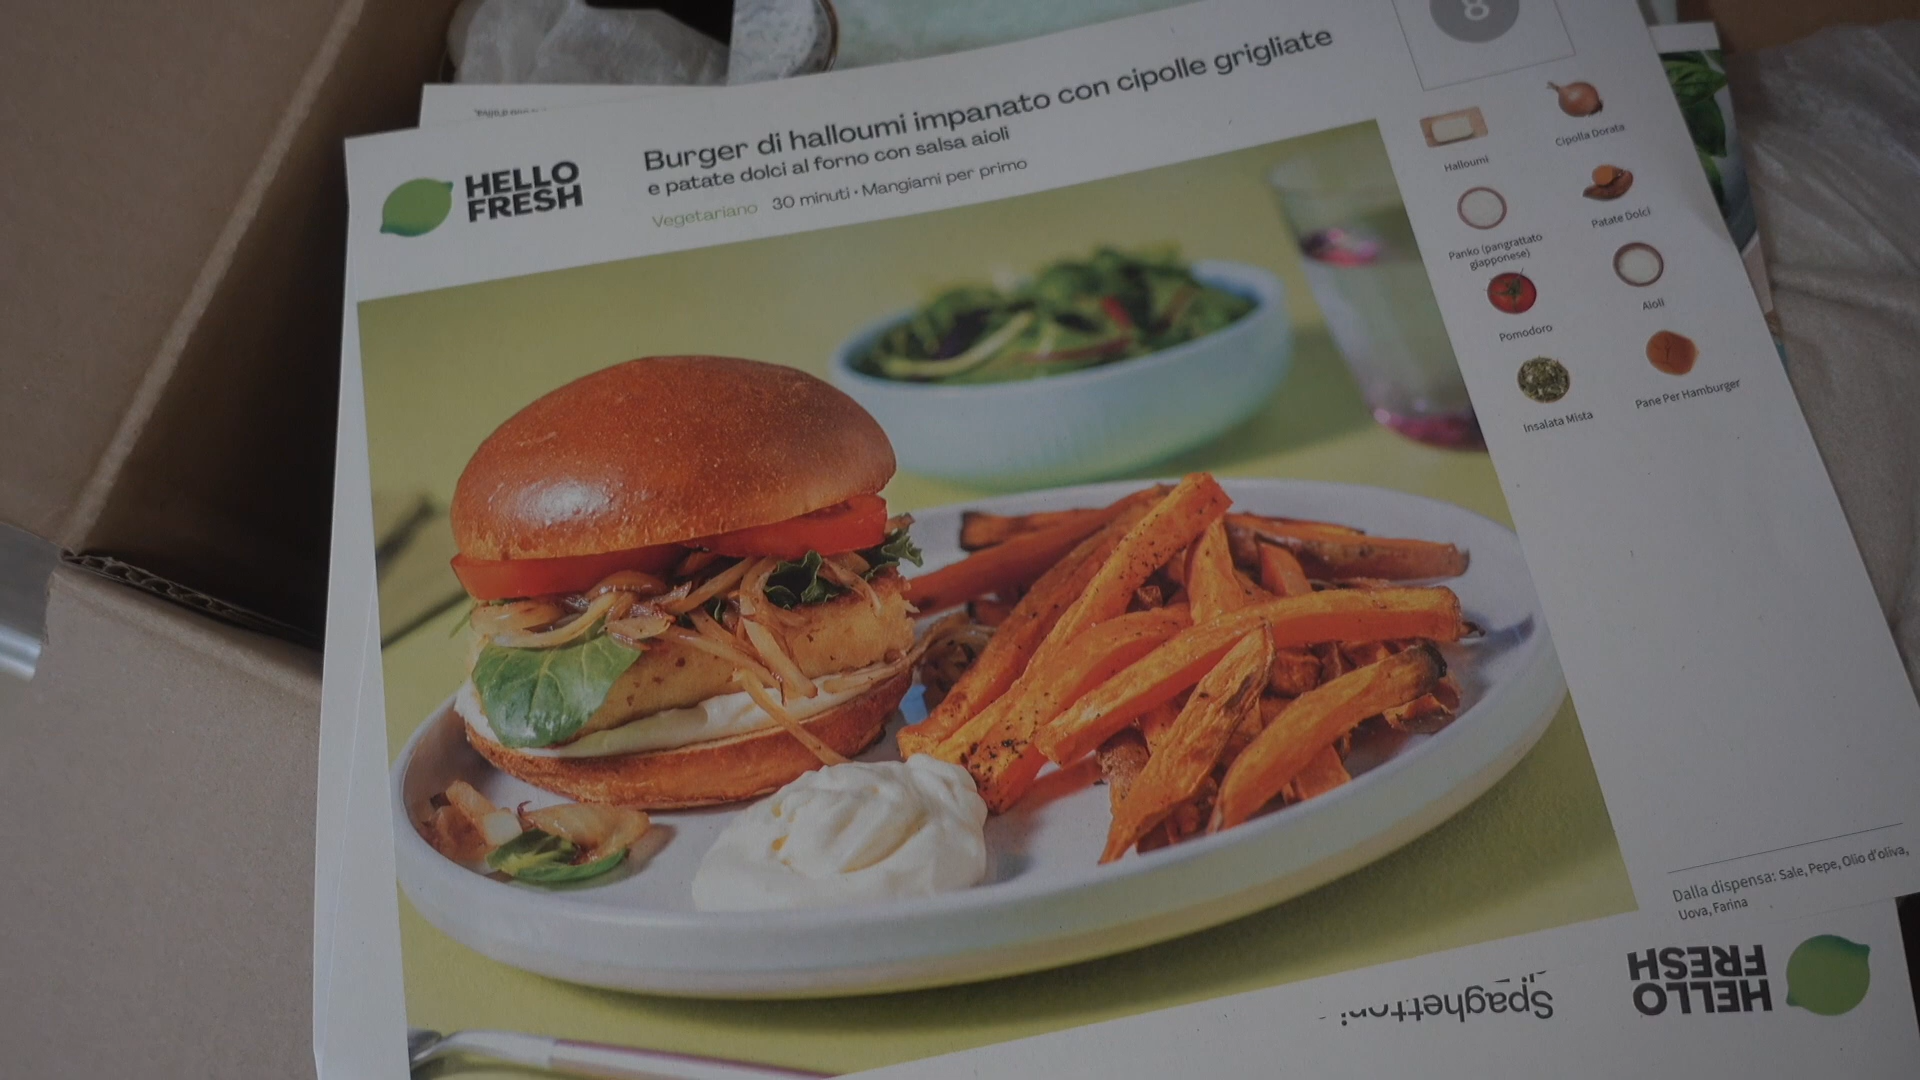 HELLO
FRESH
Burger di halloumi impanato con cipolle grigliate
e patate dolci al forno con salsa aioli
Vegetariano 30 minuti • Mangiami per primo
8
Halloumi
Cipolla Dorata
Panko (pangrattato
giapponese)
Patate Dolci
Pomodoro
Aioli
Insalata Mista
Pane Per Hamburger
Dalla dispensa: Sale, Pepe, Olio d'oliva,
Uova, Farina
HELLO
FRESH
Spaghettoni